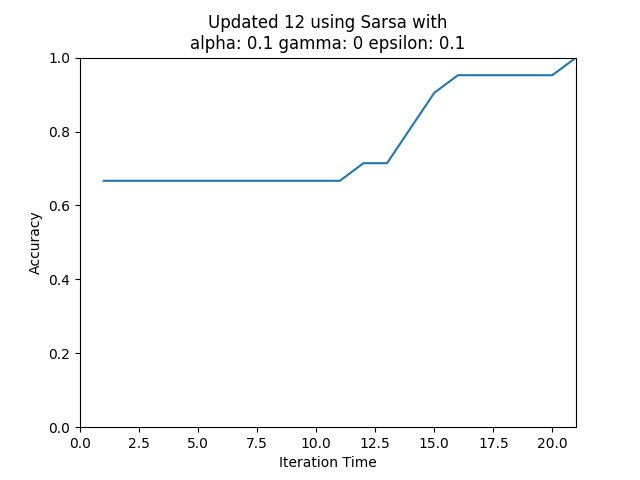 Updated 12 using Sarsa with
alpha: 0.1 gamma: 0 epsilon: 0.1
1.0
0.8
0.6
0.4
0.2
0.0
Accuracy
0.0 2.5 5.0 7.5 10.0 12.5 15.0 17.5 20.0
Iteration Time